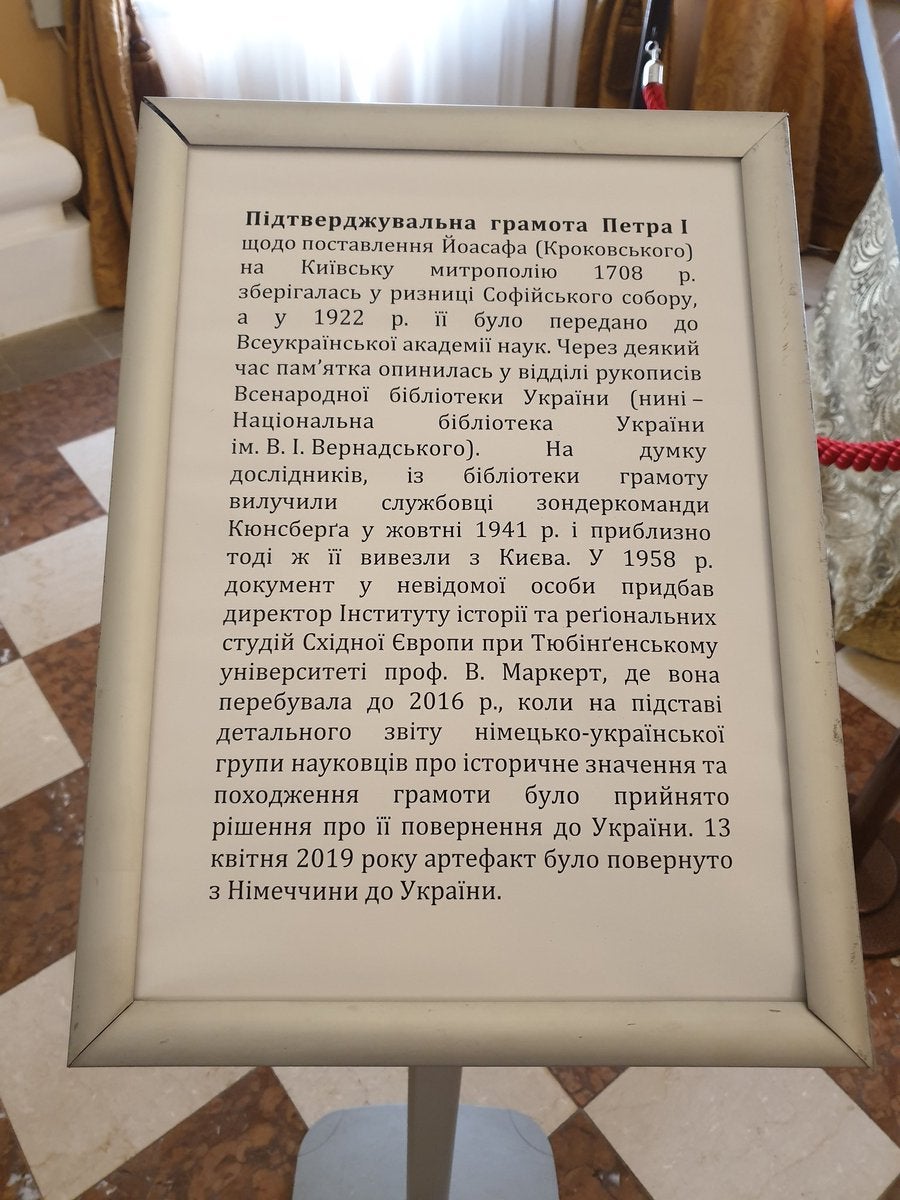 Підтверджувальна грамота Петра І
щодо поставлення Йоасафа (Кроковського)
на Київську митрополію 1708 р.
зберігалась у ризниці Софійського собору,
а у 1922 р. її було передано до
Всеукраїнської академії наук. Через деякий
час пам’ятка опинилась у відділі рукописів
Всенародної бібліотеки України (нині –
Національна бібліотека України
ім. В. І. Вернадського). На думку
дослідників, із бібліотеки грамоту
вилучили службовці зондеркоманди
Кюнсберґа у жовтні 1941 р. і приблизно
тоді ж її вивезли з Києва. У 1958 р.
документ у невідомої особи придбав
директор Інституту історії та реґіональних
студій Східної Європи при Тюбінґенському
університеті проф. В. Маркерт, де вона
перебувала до 2016 р., коли на підставі
детального звіту німецько-української
групи науковців про історичне значення та
походження грамоти було прийнято
рішення про її повернення до України. 13
квітня 2019 року артефакт було повернуто
з Німеччини до України.